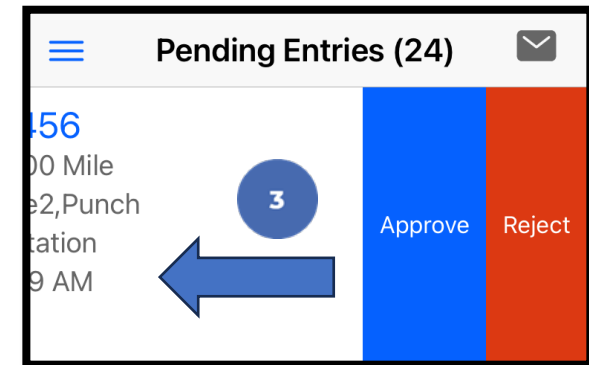 Pending Entries (24)
456
00 Mile
e2,Punch
tation
9 AM
3
Approve
Reject